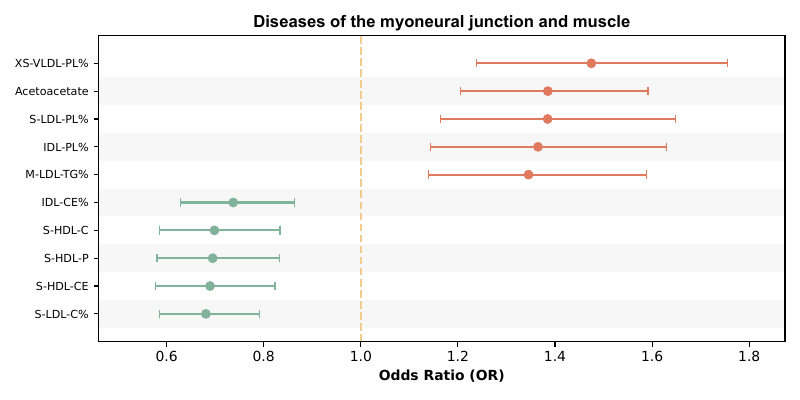 Diseases of the myoneural junction and muscle
XS-VLDL-PL%
Acetoacetate
S-LDL-PL%
IDL-PL%
M-LDL-TG%
IDL-CE%
S-HDL-C
S-HDL-P
S-HDL-CE
S-LDL-C%
0.6 0.8 1.0 1.2 1.4 1.6 1.8
Odds Ratio (OR)